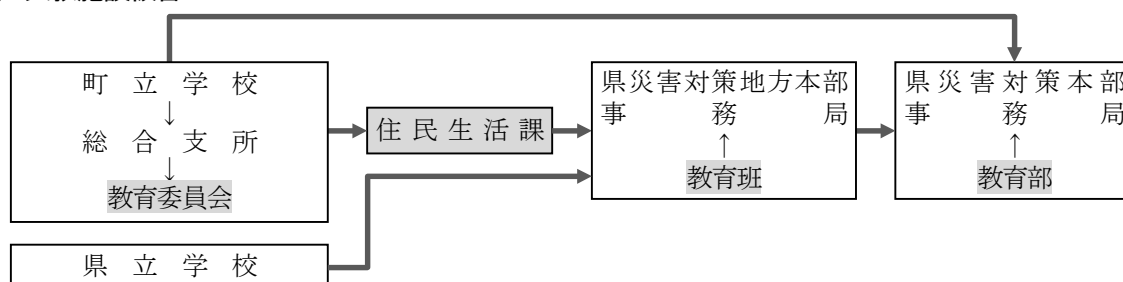 町立学校
↓
総合支所
↓
教育委員会
住民生活課
県災害対策地方本部
事務局
↑
教育班
県災害対策本部
事務局
↑
教育部
県立学校